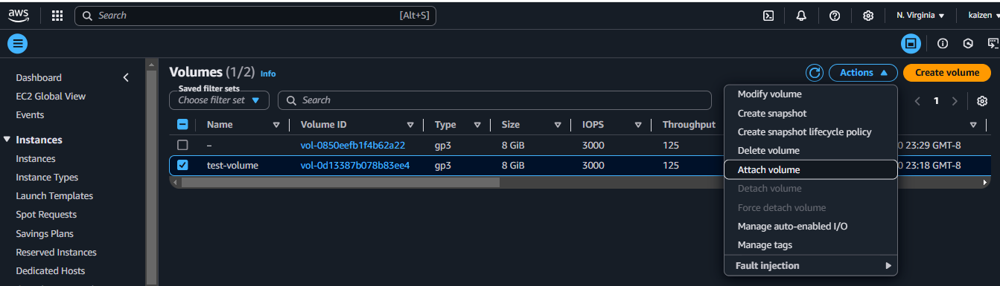 aws Search [Alt+S] N. Virginia kaizen
Dashboard
EC2 Global View
Events
Instances
Instances
Instance Types
Launch Templates
Spot Requests
Savings Plans
Reserved Instances
Dedicated Hosts
Volumes (1/2) Info
Actions
Create volume
Saved filter sets
Choose filter set
Search
1
Name Volume ID Type Size IOPS Throughput
– vol-0850eefb1f4b62a22 gp3 8 GiB 3000 125 0 23:29 GMT-8
test-volume vol-0d13387b078b83ee4 gp3 8 GiB 3000 125 0 23:18 GMT-8
Modify volume
Create snapshot
Create snapshot lifecycle policy
Delete volume
Attach volume
Detach volume
Force detach volume
Manage auto-enabled I/O
Manage tags
Fault injection